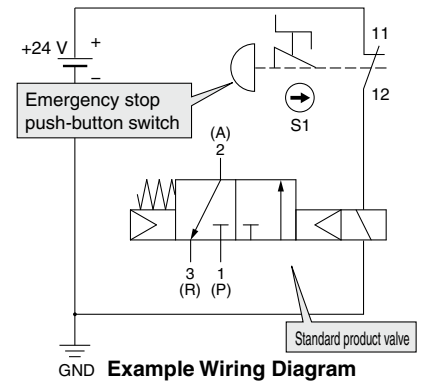 +24 V
+
−
11
12
Emergency stop
push-button switch
S1
(A)
2
3
(R)
1
(P)
Standard product valve
GND
Example Wiring Diagram